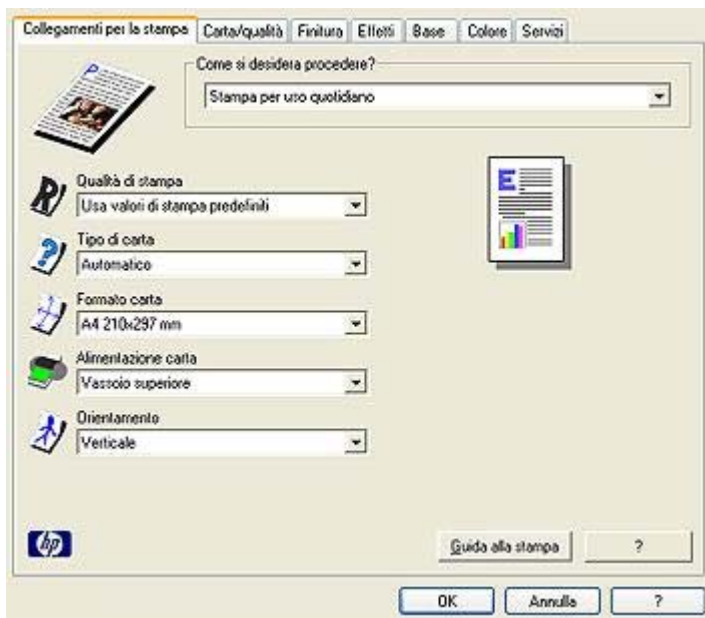 Collegamenti per la stampa Carta/qualità Finitura Effetti Base Colore Servizi
Come si desidera procedere?
Stampa per uso quotidiano
Qualità di stampa
Usa valori di stampa predefiniti
Tipo di carta
Automatico
Formato carta
A4 210x297 mm
Alimentazione carta
Vassoio superiore
Orientamento
Verticale
hp
Guida alla stampa ?
OK Annulla ?